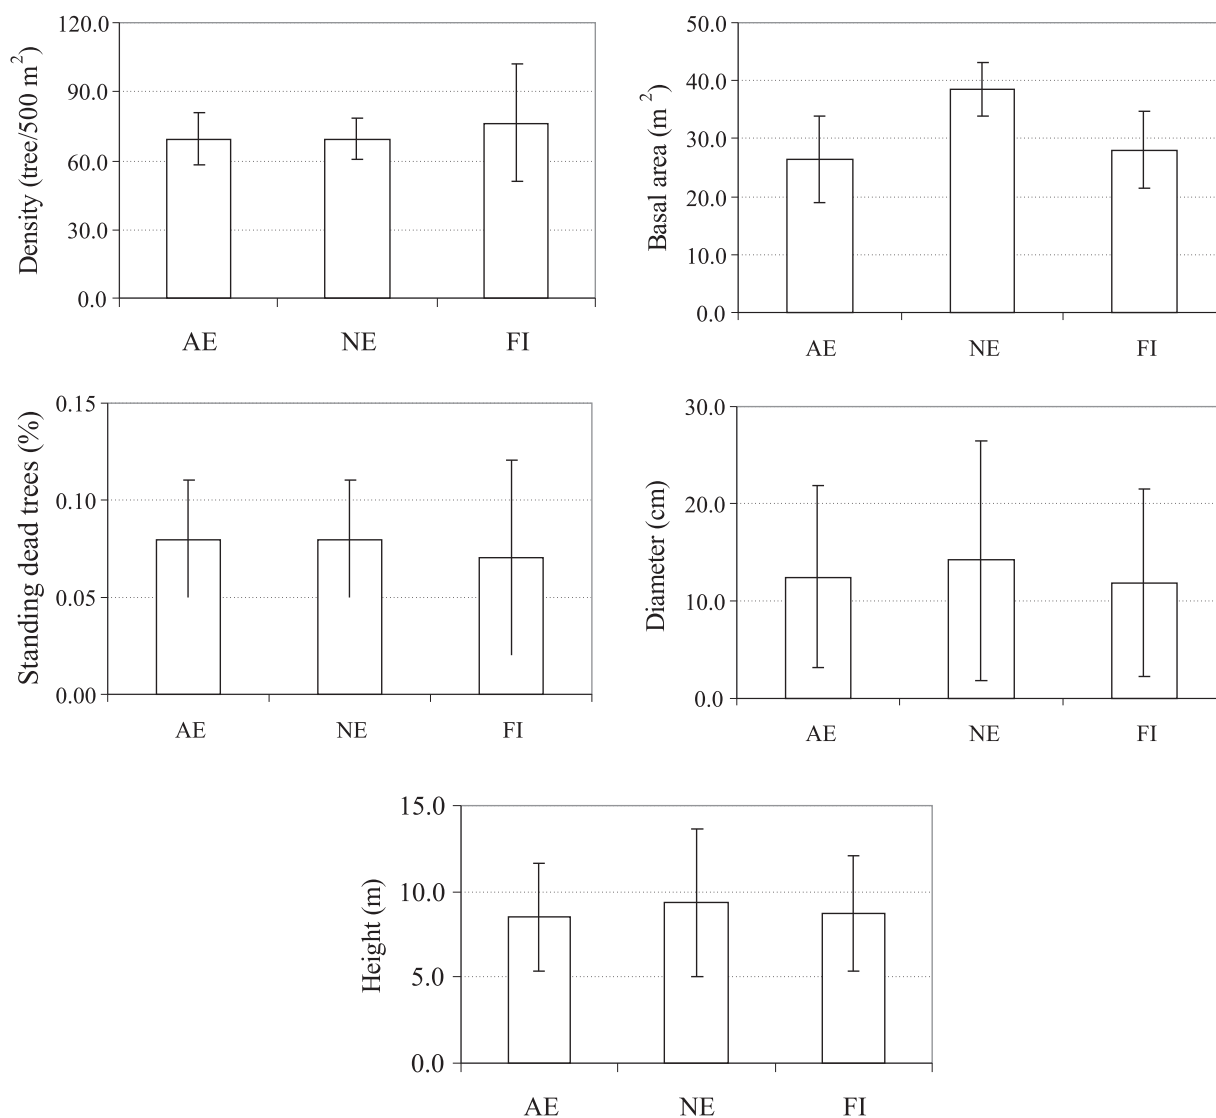 Density (tree/500 m²)
120.0
90.0
60.0
30.0
0.0
AE NE FI
Basal area (m²)
50.0
40.0
30.0
20.0
10.0
0.0
AE NE FI
Standing dead trees (%)
0.15
0.10
0.05
0.00
AE NE FI
Diameter (cm)
30.0
20.0
10.0
0.0
AE NE FI
Height (m)
15.0
10.0
5.0
0.0
AE NE FI